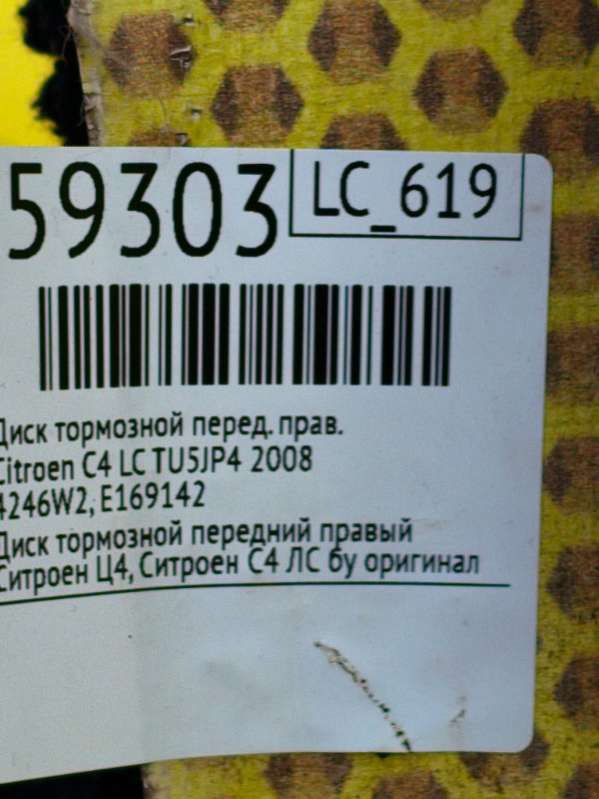 59303
LC_619
Диск тормозной перед. прав.
Citroen C4 LC TU5JP4 2008
4246W2, E169142
Диск тормозной передний правый
Ситроен Ц4, Ситроен С4 ЛС бу оригинал